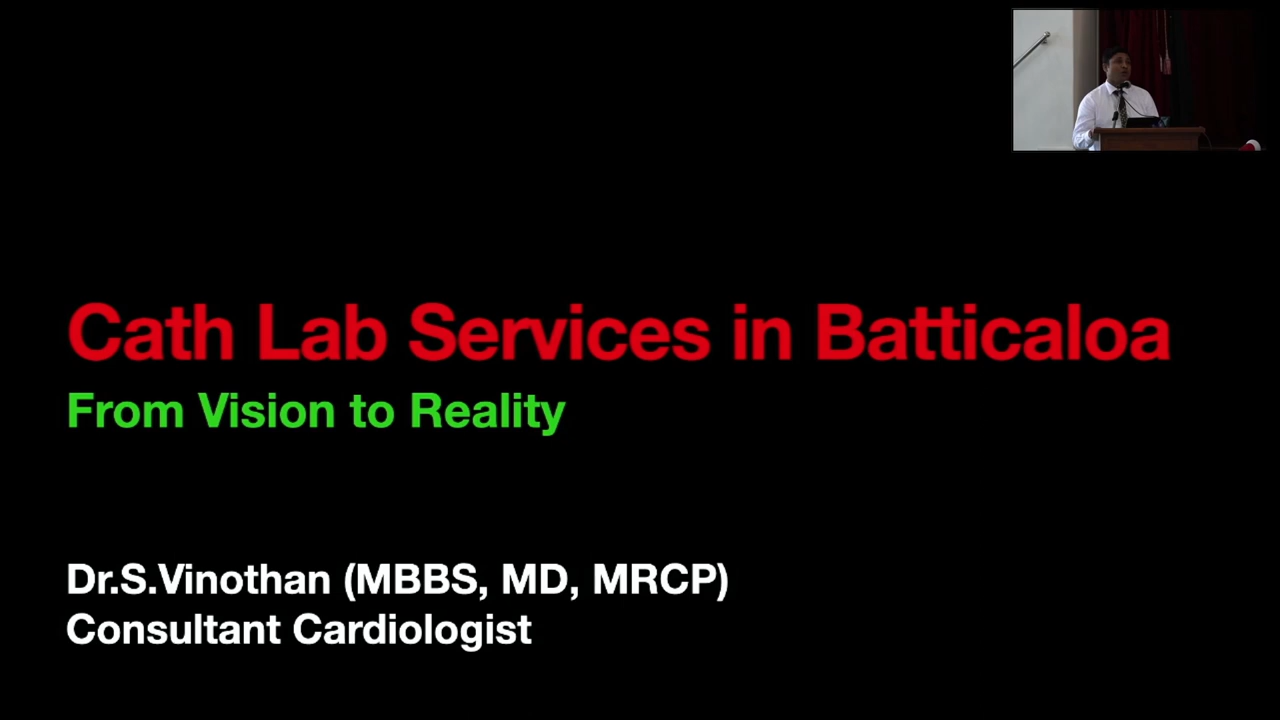 Cath Lab Services in Batticaloa
From Vision to Reality
Dr.S.Vinothan (MBBS, MD, MRCP)
Consultant Cardiologist